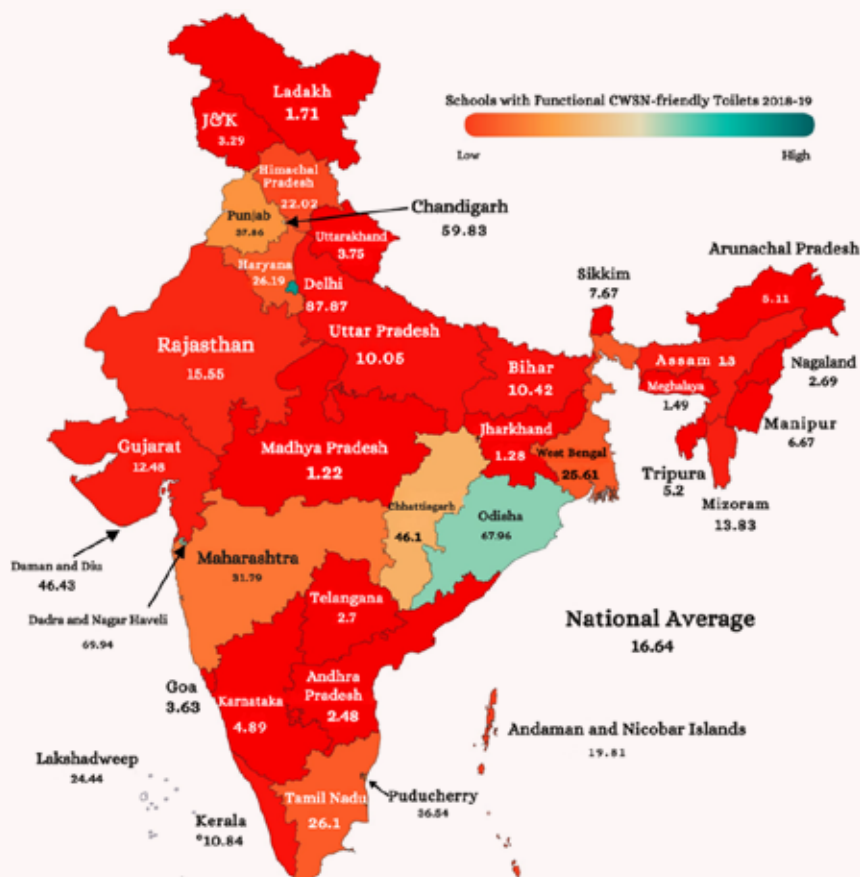 Ladakh
1.71
Schools with Functional CWSN-friendly Toilets 2018-19
Low
High
J&K
3.29
Himachal
Pradesh
22.02
Punjab
37.86
Chandigarh
59.83
Uttarakhand
3.75
Haryana
26.19
Delhi
87.87
Arunachal Pradesh
5.11
Sikkim
7.67
Uttar Pradesh
10.05
Rajasthan
15.55
Bihar
10.42
Assam 13
Meghalaya
1.49
Nagaland
2.69
Manipur
6.67
Tripura
5.2
Mizoram
13.83
Gujarat
12.48
Madhya Pradesh
1.22
Jharkhand
1.28
West Bengal
25.61
Chhattisgarh
46.1
Odisha
67.96
Daman and Diu
46.43
Maharashtra
31.79
Dadra and Nagar Haveli
69.94
Telangana
2.7
National Average
16.64
Goa
3.63
Karnataka
4.89
Andhra
Pradesh
2.48
Andaman and Nicobar Islands
19.81
Lakshadweep
24.44
Tamil Nadu
26.1
Puducherry
36.54
Kerala
*10.84